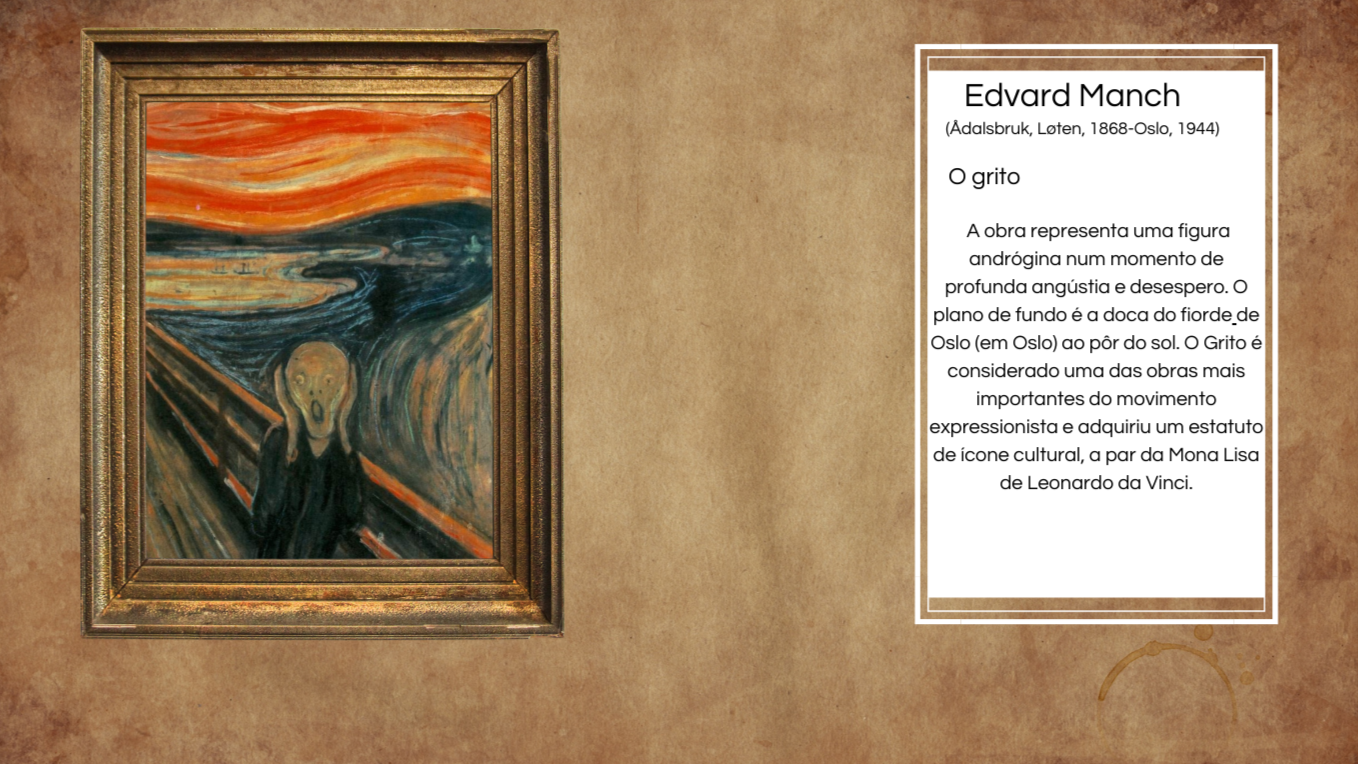 Edvard Manch
(Ådalsbruk, Løten, 1868-Oslo, 1944)
O grito
A obra representa uma figura
andrógina num momento de
profunda angústia e desespero. O
plano de fundo é a doca do fiorde de
Oslo (em Oslo) ao pôr do sol. O Grito é
considerado uma das obras mais
importantes do movimento
expressionista e adquiriu um estatuto
de ícone cultural, a par da Mona Lisa
de Leonardo da Vinci.